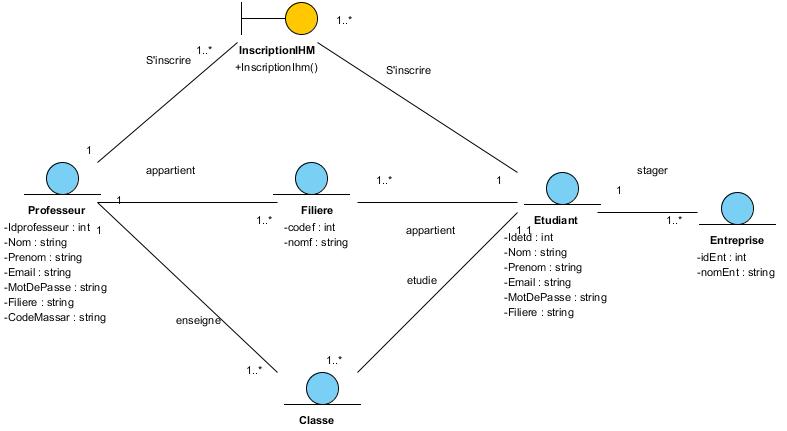 1..*
1..*
InscriptionIHM
+InscriptionIhm()
S'inscrire
S'inscrire
1
appartient
1..*
1
stager
1
1
Professeur
-Idprofesseur : int
-Nom : string
-Prenom : string
-Email : string
-MotDePasse : string
-Filiere : string
-CodeMassar : string
1
1..*
Filiere
-codef : int
-nomf : string
appartient
1..*
Etudiant
1 1
-Idetd : int
-Nom : string
-Prenom : string
-Email : string
-MotDePasse : string
-Filiere : string
Entreprise
-idEnt : int
-nomEnt : string
etudie
enseigne
1..*
1..*
Classe